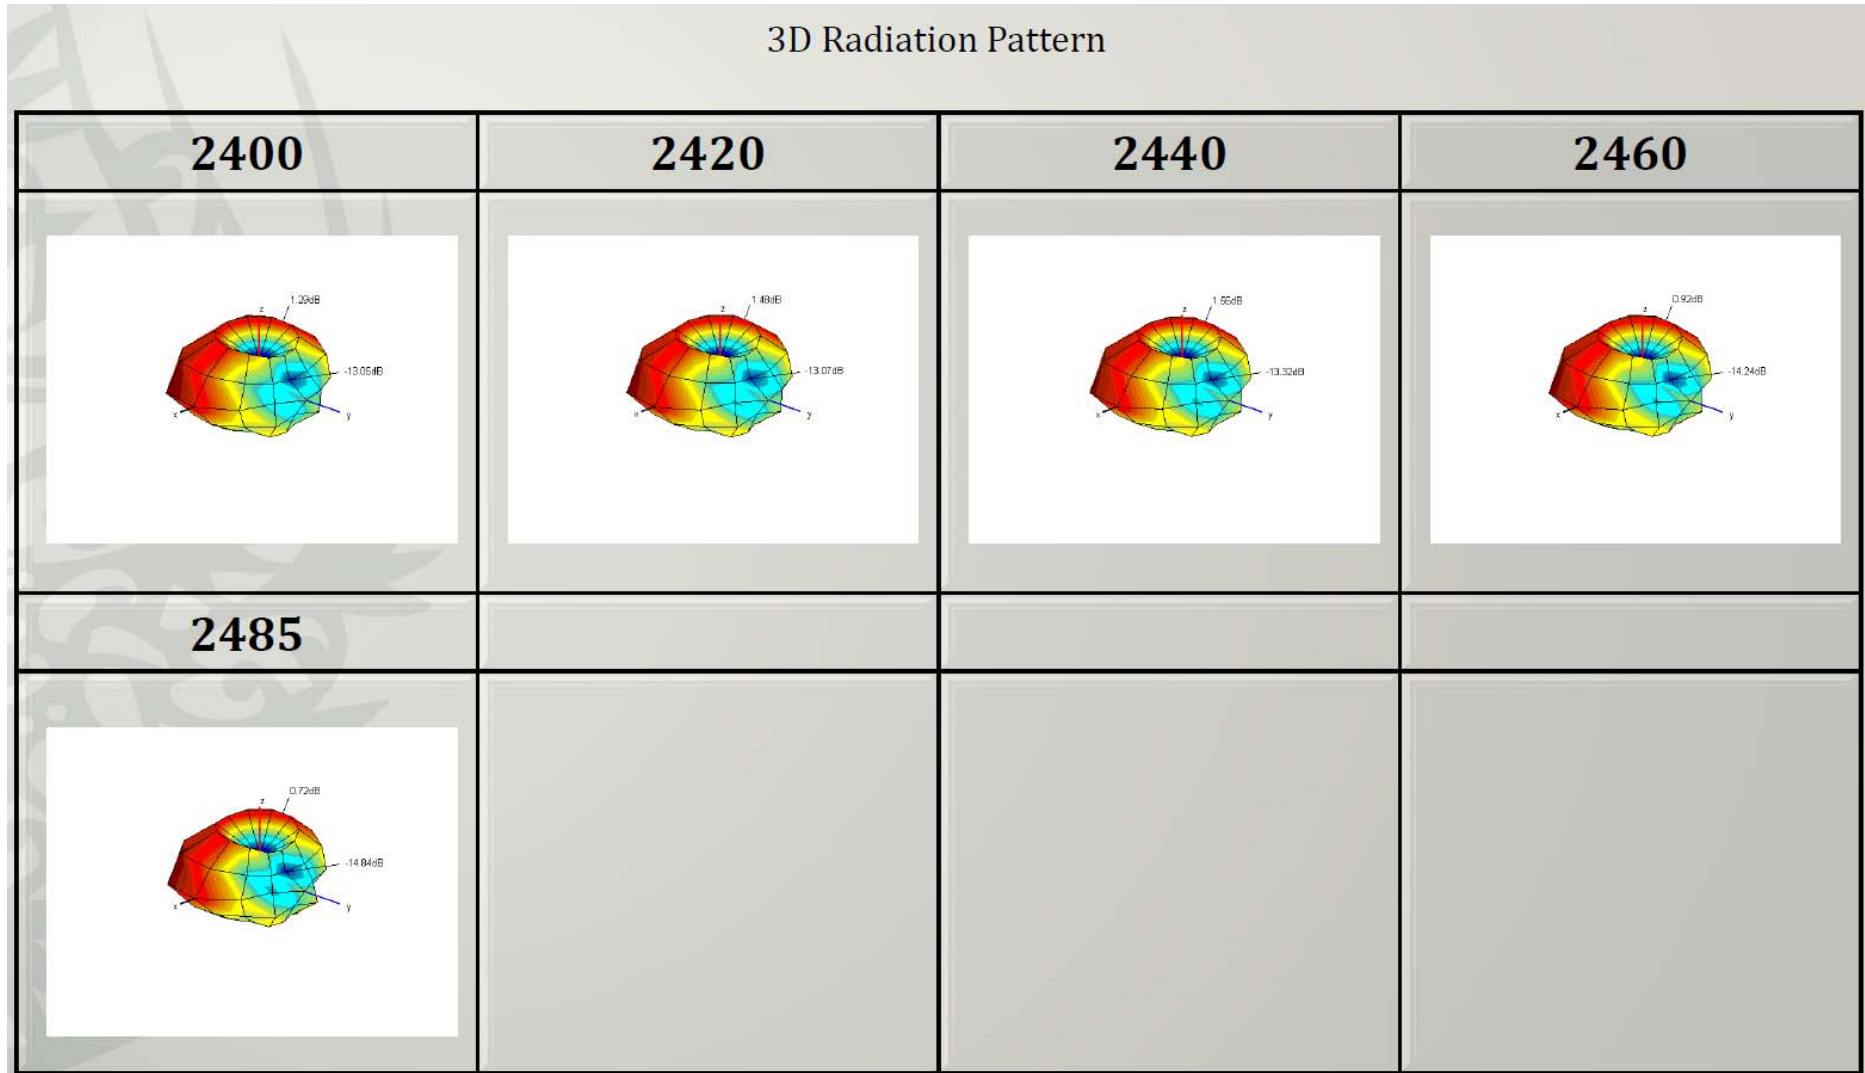 3D Radiation Pattern
2400 2420 2440 2460
z 1.29dB
-13.05dB
x y
z 1.48dB
-13.07dB
x y
z 1.56dB
-13.32dB
x y
z 0.92dB
-14.24dB
x y
2485
z 0.72dB
-14.84dB
x y